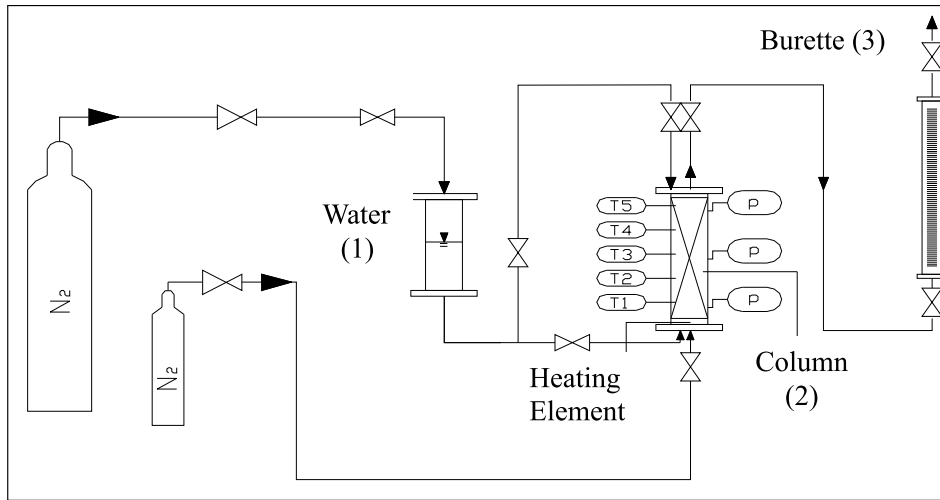 Burette (3)
Water
(1)
T5
P
T4
T3
P
T2
T1
P
N2
N2
Heating
Element
Column
(2)